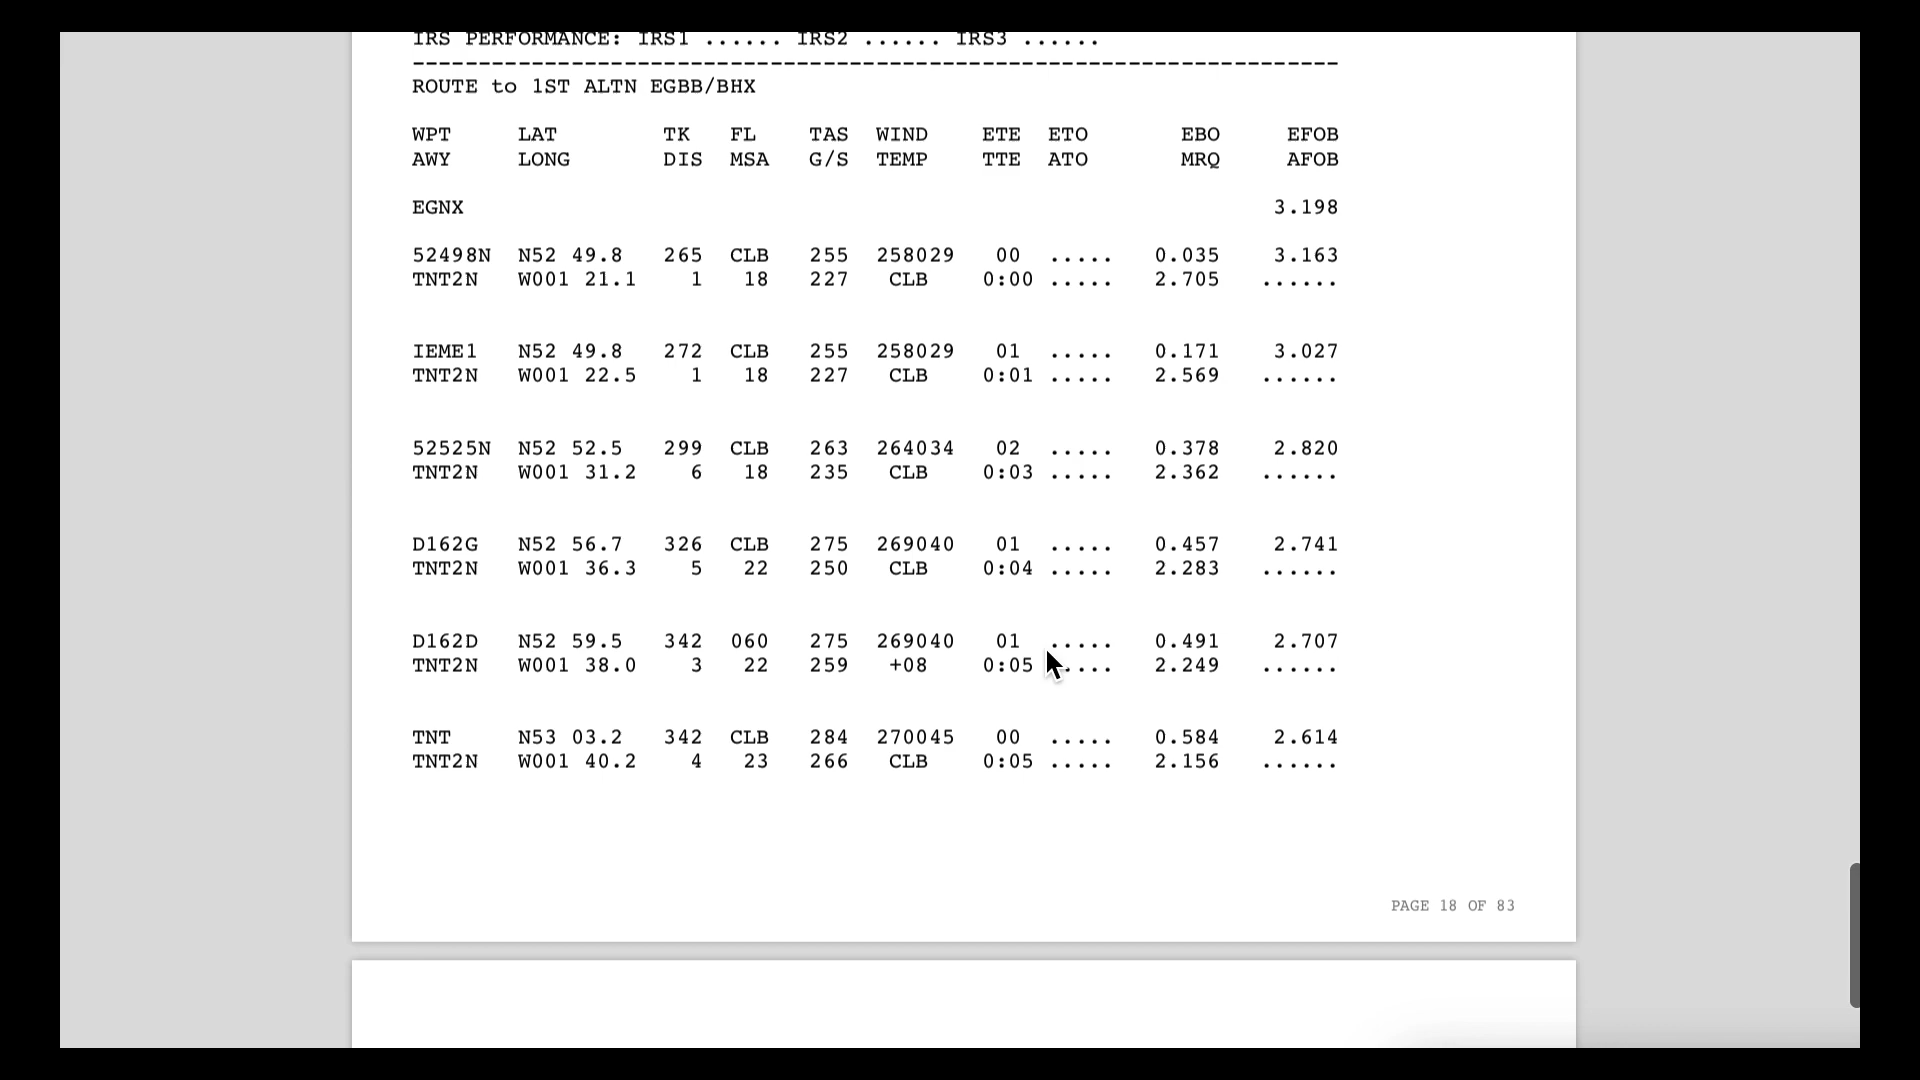 IRS PERFORMANCE: IRS1 ...... IRS2 ...... IRS3 ......
----------------------------------------------------------------------
ROUTE to 1ST ALTN EGBB/BHX
WPT LAT TK FL TAS WIND ETE ETO EBO EFOB
AWY LONG DIS MSA G/S TEMP TTE ATO MRQ AFOB
EGNX 3.198
52498N N52 49.8 265 CLB 255 258029 00 ..... 0.035 3.163
TNT2N W001 21.1 1 18 227 CLB 0:00 ..... 2.705 ......
IEME1 N52 49.8 272 CLB 255 258029 01 ..... 0.171 3.027
TNT2N W001 22.5 1 18 227 CLB 0:01 ..... 2.569 ......
52525N N52 52.5 299 CLB 263 264034 02 ..... 0.378 2.820
TNT2N W001 31.2 6 18 235 CLB 0:03 ..... 2.362 ......
D162G N52 56.7 326 CLB 275 269040 01 ..... 0.457 2.741
TNT2N W001 36.3 5 22 250 CLB 0:04 ..... 2.283 ......
D162D N52 59.5 342 060 275 269040 01 ..... 0.491 2.707
TNT2N W001 38.0 3 22 259 +08 0:05 ..... 2.249 ......
TNT N53 03.2 342 CLB 284 270045 00 ..... 0.584 2.614
TNT2N W001 40.2 4 23 266 CLB 0:05 ..... 2.156 ......
PAGE 18 OF 83